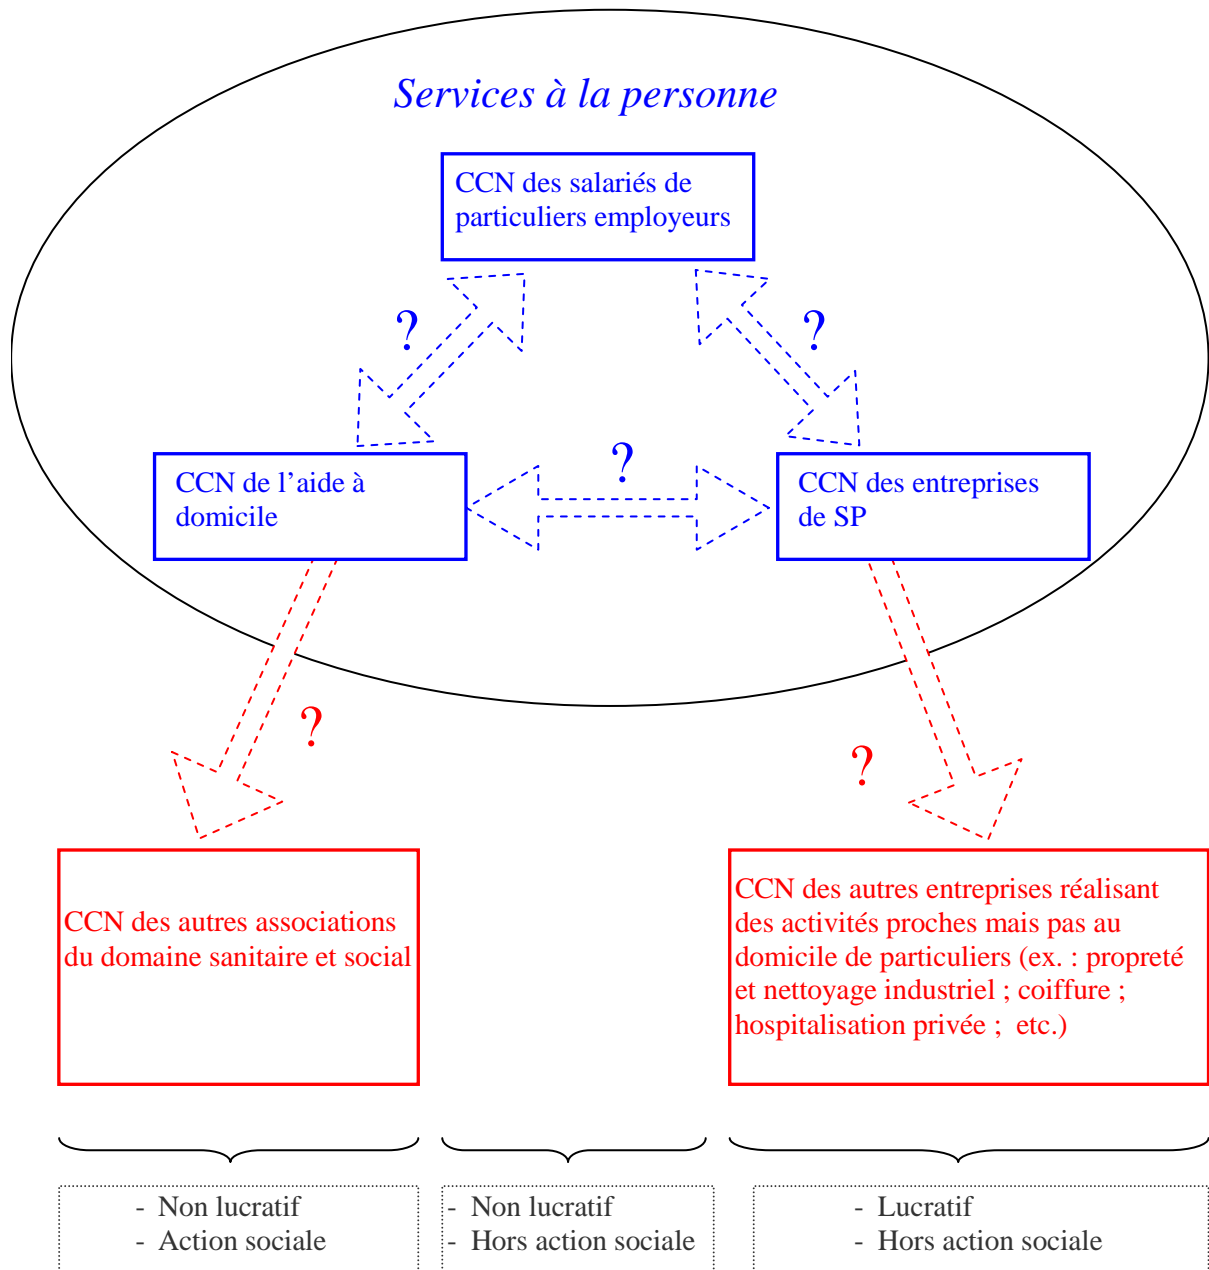 Services à la personne
CCN des salariés de
particuliers employeurs
?
?
?
CCN de l’aide à
domicile
CCN des entreprises
de SP
?
?
CCN des autres associations
du domaine sanitaire et social
CCN des autres entreprises réalisant
des activités proches mais pas au
domicile de particuliers (ex. : propreté
et nettoyage industriel ; coiffure ;
hospitalisation privée ;  etc.)
- Non lucratif
- Action sociale
- Non lucratif
- Hors action sociale
- Lucratif
- Hors action sociale